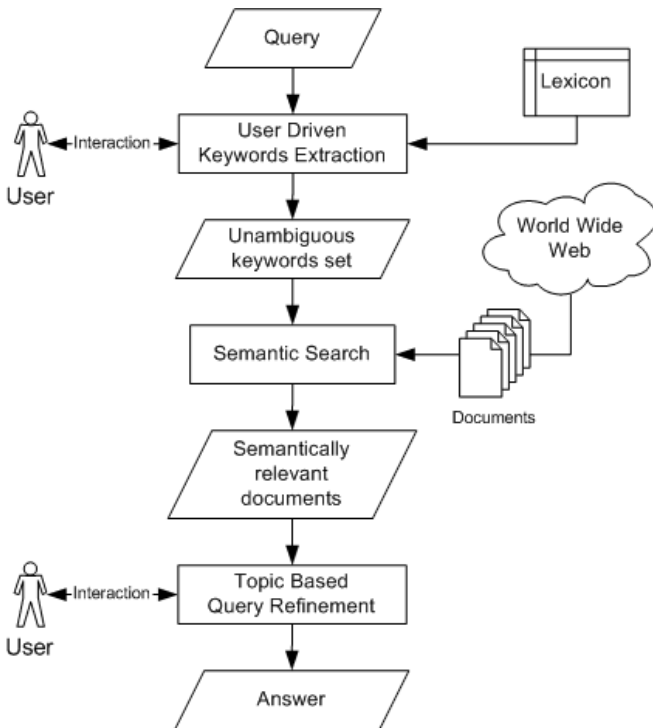 Query
Lexicon
Interaction
User
User Driven
Keywords Extraction
Unambiguous
keywords set
World Wide
Web
Semantic Search
Documents
Semantically
relevant
documents
Interaction
User
Topic Based
Query Refinement
Answer